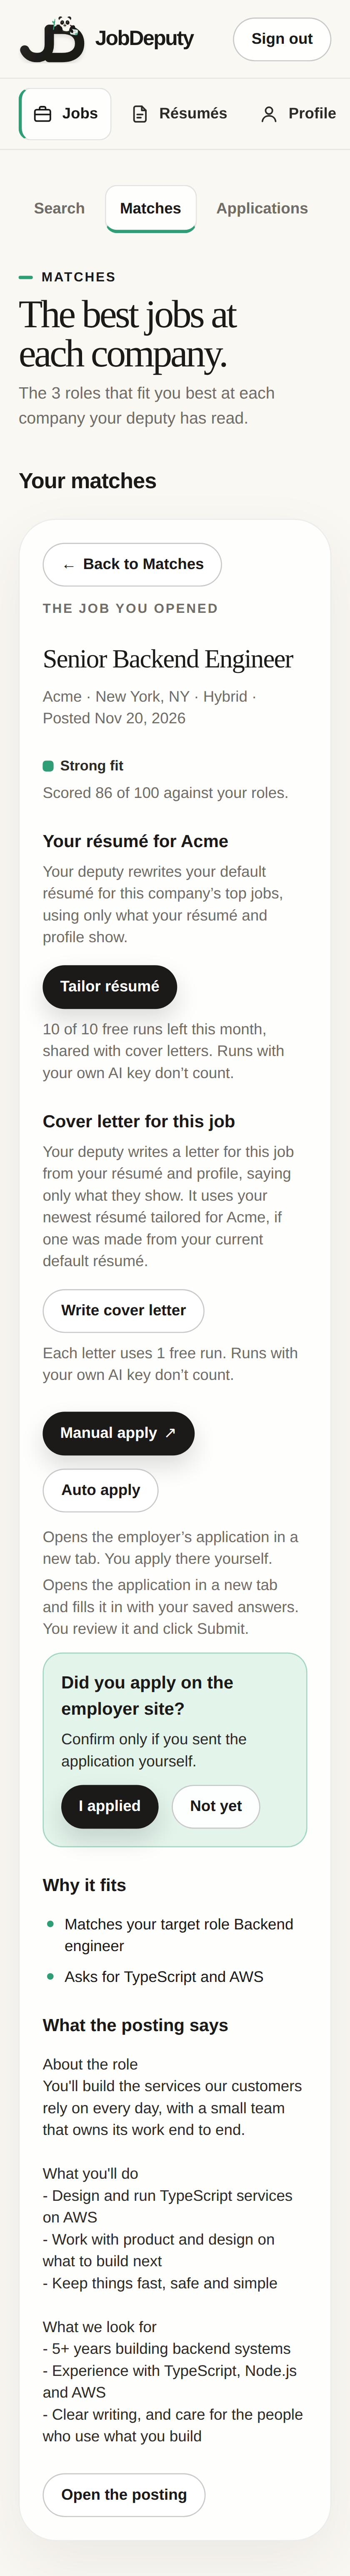 JobDeputy
Sign out
Jobs
Résumés
Profile
Search
Matches
Applications
MATCHES
The best jobs at
each company.
The 3 roles that fit you best at each
company your deputy has read.
Your matches
← Back to Matches
THE JOB YOU OPENED
Senior Backend Engineer
Acme · New York, NY · Hybrid ·
Posted Nov 20, 2026
Strong fit
Scored 86 of 100 against your roles.
Your résumé for Acme
Your deputy rewrites your default
résumé for this company’s top jobs,
using only what your résumé and
profile show.
Tailor résumé
10 of 10 free runs left this month,
shared with cover letters. Runs with
your own AI key don’t count.
Cover letter for this job
Your deputy writes a letter for this job
from your résumé and profile, saying
only what they show. It uses your
newest résumé tailored for Acme, if
one was made from your current
default résumé.
Write cover letter
Each letter uses 1 free run. Runs with
your own AI key don’t count.
Manual apply ↗
Auto apply
Opens the employer’s application in a
new tab. You apply there yourself.
Opens the application in a new tab
and fills it in with your saved answers.
You review it and click Submit.
Did you apply on the
employer site?
Confirm only if you sent the
application yourself.
I applied
Not yet
Why it fits
Matches your target role Backend
engineer
Asks for TypeScript and AWS
What the posting says
About the role
You'll build the services our customers
rely on every day, with a small team
that owns its work end to end.
What you'll do
- Design and run TypeScript services
on AWS
- Work with product and design on
what to build next
- Keep things fast, safe and simple
What we look for
- 5+ years building backend systems
- Experience with TypeScript, Node.js
and AWS
- Clear writing, and care for the people
who use what you build
Open the posting